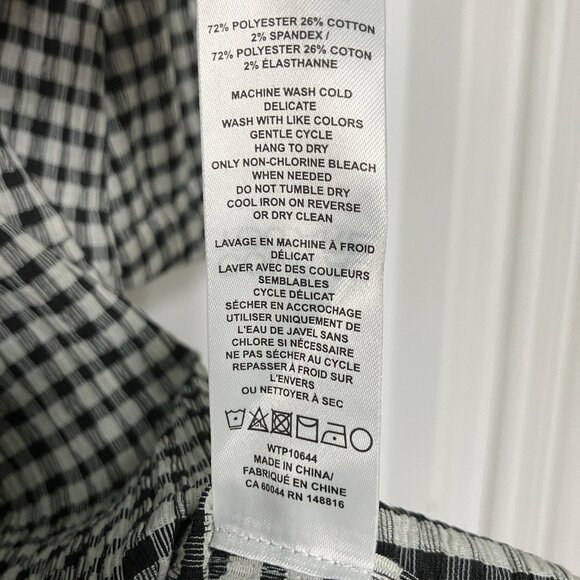 72% POLYESTER 26% COTTON
2% SPANDEX /
72% POLYESTER 26% COTON
2% ÉLASTHANNE
MACHINE WASH COLD
DELICATE
WASH WITH LIKE COLORS
GENTLE CYCLE
HANG TO DRY
ONLY NON-CHLORINE BLEACH
WHEN NEEDED
DO NOT TUMBLE DRY
COOL IRON ON REVERSE
OR DRY CLEAN
LAVAGE EN MACHINE À FROID
DÉLICAT
LAVER AVEC DES COULEURS
SEMBLABLES
CYCLE DÉLICAT
SÉCHER EN ACCROCHAGE
UTILISER UNIQUEMENT DE
L'EAU DE JAVEL SANS
CHLORE SI NÉCESSAIRE
NE PAS SÉCHER AU CYCLE
REPASSER À FROID SUR
L'ENVERS
OU NETTOYER À SEC
WTP10644
MADE IN CHINA/
FABRIQUÉ EN CHINE
CA 60044 RN 148816